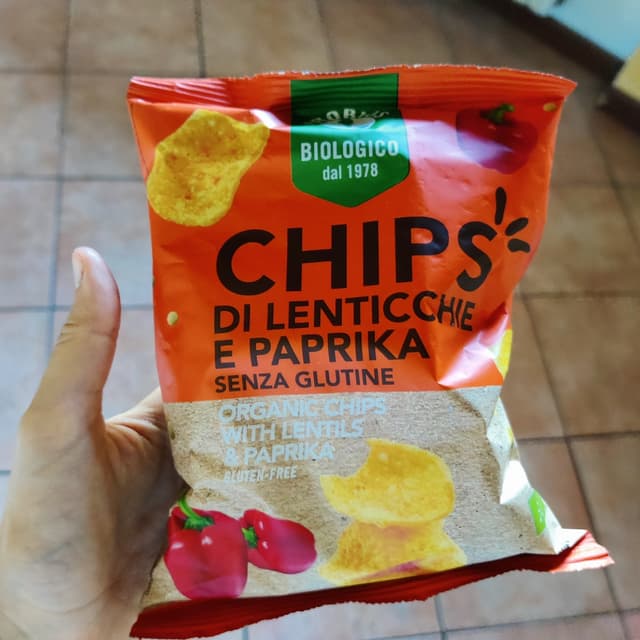 BIOLOGICO
dal 1978
CHIPS
DI LENTICCHIE
E PAPRIKA
SENZA GLUTINE
ORGANIC CHIPS
WITH LENTILS
& PAPRIKA
GLUTEN-FREE